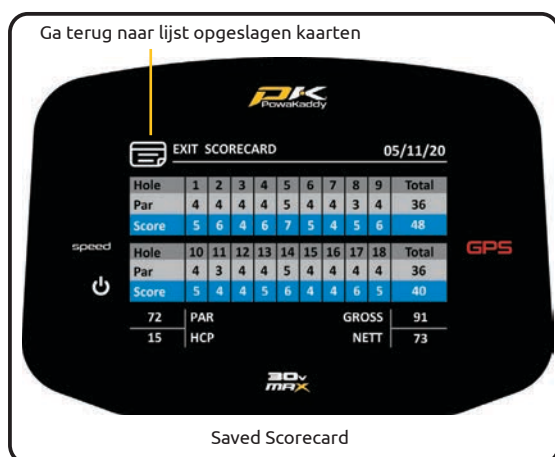 Ga terug naar lijst opgeslagen kaarten
PK
PowaKaddy
EXIT SCORECARD 05/11/20
Hole 1 2 3 4 5 6 7 8 9 Total
Par 4 4 4 4 5 4 4 3 4 36
Score 5 6 4 6 7 5 4 5 6 48
speed GPS
Hole 10 11 12 13 14 15 16 17 18 Total
Par 4 3 4 4 5 4 4 4 4 36
Score 5 4 4 5 6 4 4 6 5 40
72 PAR GROSS 91
15 HCP NETT 73
30v
MAX
Saved Scorecard